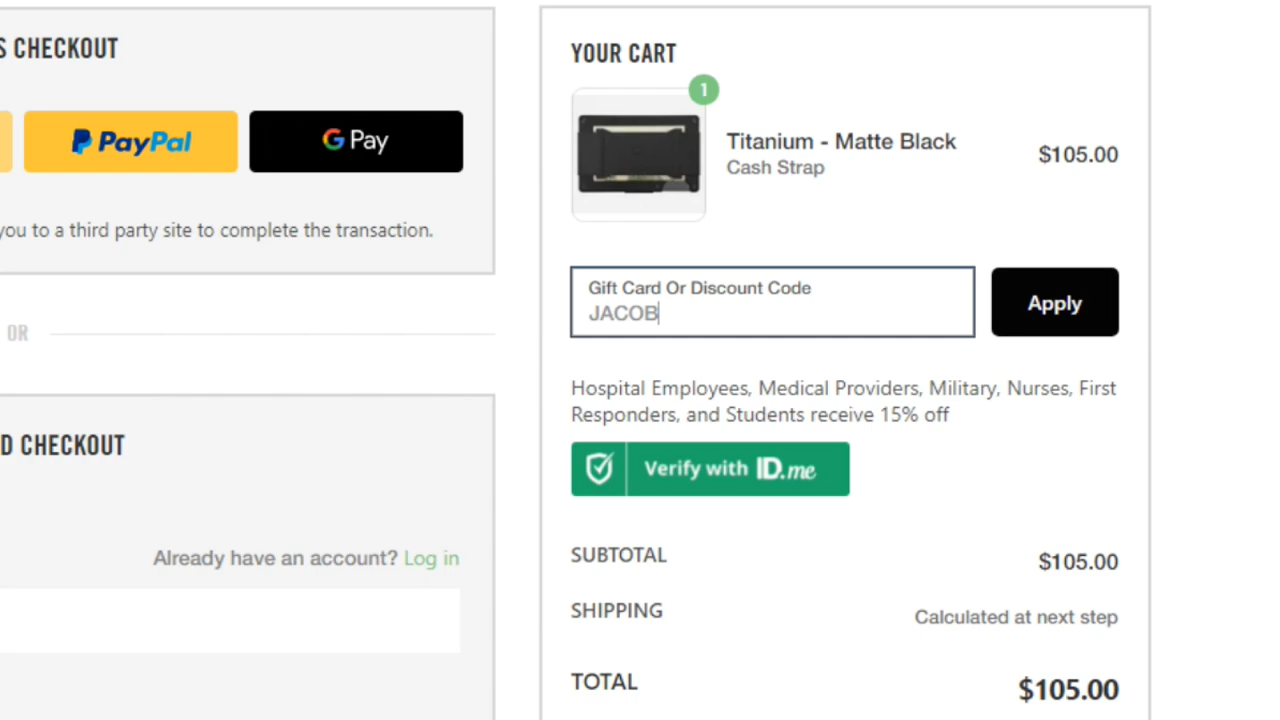 S CHECKOUT
PayPal
G Pay
you to a third party site to complete the transaction.
OR
D CHECKOUT
Already have an account? Log in
YOUR CART
1
Titanium - Matte Black
Cash Strap
$105.00
Gift Card Or Discount Code
JACOB
Apply
Hospital Employees, Medical Providers, Military, Nurses, First
Responders, and Students receive 15% off
Verify with ID.me
SUBTOTAL
$105.00
SHIPPING
Calculated at next step
TOTAL
$105.00